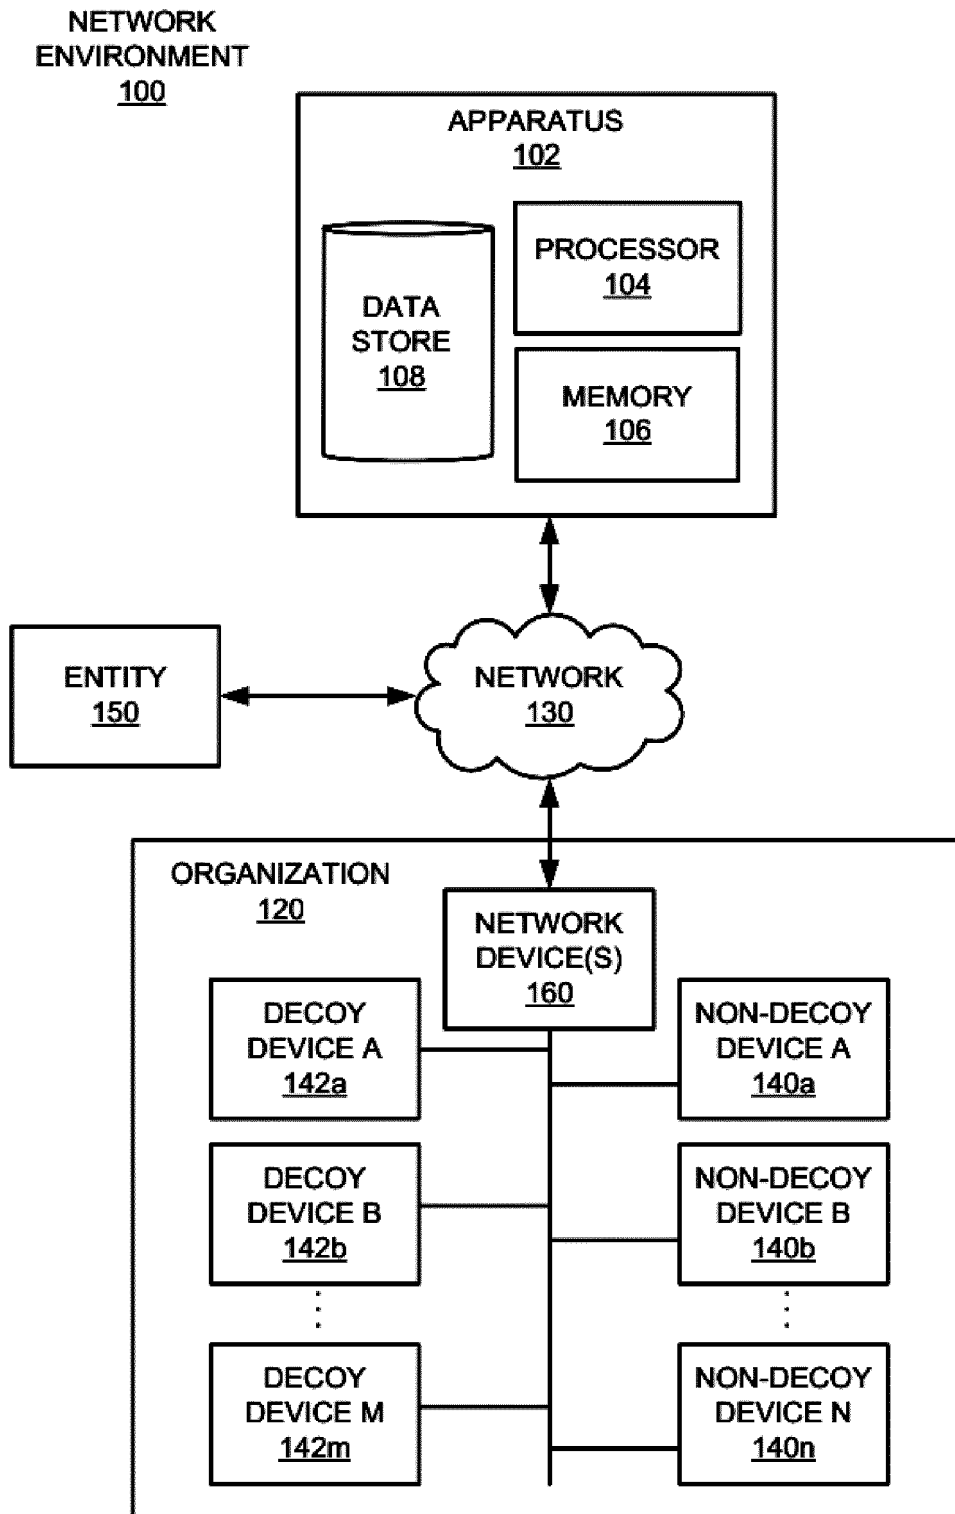 NETWORK
ENVIRONMENT
100
APPARATUS
102
DATA
STORE
108
PROCESSOR
104
MEMORY
106
ENTITY
150
NETWORK
130
ORGANIZATION
120
NETWORK
DEVICE(S)
160
DECOY
DEVICE A
142a
NON-DECOY
DEVICE A
140a
DECOY
DEVICE B
142b
NON-DECOY
DEVICE B
140b
DECOY
DEVICE M
142m
NON-DECOY
DEVICE N
140n